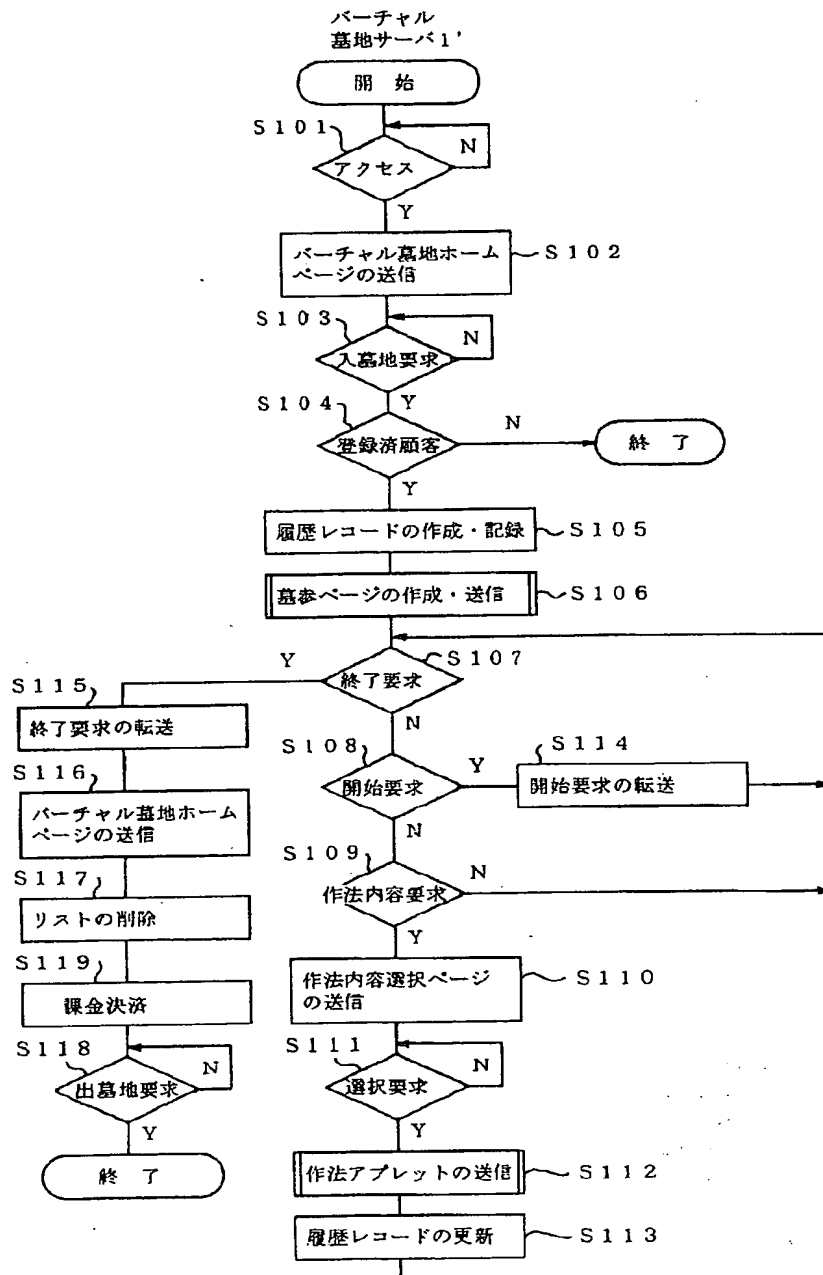 バーチャル
墓地サーバ1'
開 始
S101
N
アクセス
Y
バーチャル墓地ホーム
ページの送信
S102
S103
N
入墓地要求
Y
S104
登録済顧客
N
終 了
Y
履歴レコードの作成・記録
S105
墓参ページの作成・送信
S106
Y
S107
終了要求
N
S115
終了要求の転送
S108
開始要求
Y
S114
開始要求の転送
N
S116
バーチャル墓地ホーム
ページの送信
S109
作法内容要求
N
Y
S117
リストの削除
S110
作法内容選択ページ
の送信
S119
課金決済
S111
N
選択要求
Y
S118
N
出墓地要求
Y
終 了
作法アプレットの送信
S112
履歴レコードの更新
S113